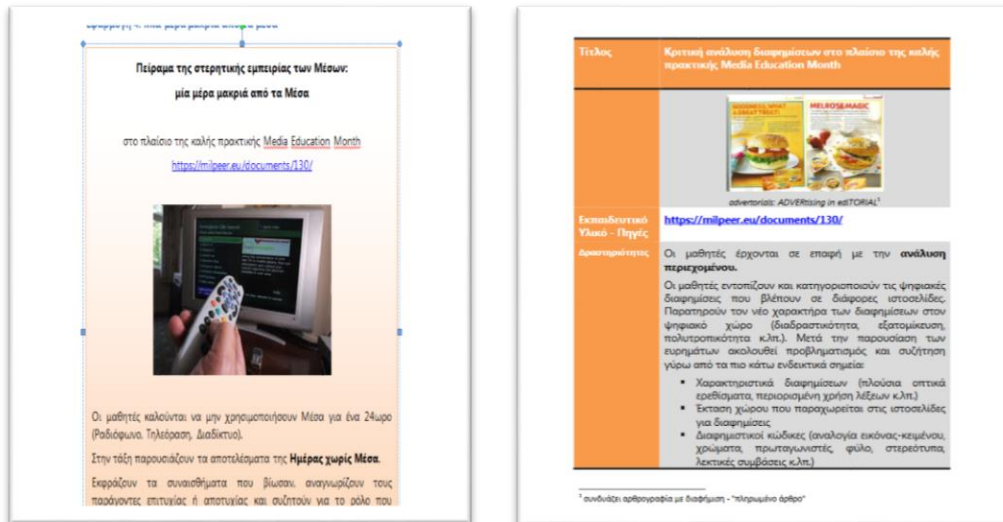 Πείραμα της στερητικής εμπειρίας των Μέσων:
μία μέρα μακριά από τα Μέσα
στο πλαίσιο της καλής πρακτικής Media Education Month
https://milpeer.eu/documents/130/
Οι μαθητές καλούνται να μην χρησιμοποιήσουν Μέσα για ένα 24ωρο
(Ραδιόφωνο, Τηλεόραση, Διαδίκτυο).
Στην τάξη παρουσιάζουν τα αποτελέσματα της Ημέρας χωρίς Μέσα.
Εκφράζουν τα συναισθήματα που βίωσαν, αναγνωρίζουν τους
παράγοντες επιτυχίας ή αποτυχίας και συζητούν για το ρόλο που
Τίτλος
Κριτική ανάλυση διαφημίσεων στο πλαίσιο της καλής
πρακτικής Media Education Month
GOODNESS, WHAT
A GREAT TREAT!
MELROSE MAGIC
advertorials: ADVERtising in ediTORIAL¹
Εκπαιδευτικό
Υλικό - Πηγές
https://milpeer.eu/documents/130/
Δραστηριότητες
Οι μαθητές έρχονται σε επαφή με την ανάλυση
περιεχομένου.
Οι μαθητές εντοπίζουν και κατηγοριοποιούν τις ψηφιακές
διαφημίσεις που βλέπουν σε διάφορες ιστοσελίδες.
Παρατηρούν τον νέο χαρακτήρα των διαφημίσεων στον
ψηφιακό χώρο (διαδραστικότητα, εξατομίκευση,
πολυτροπικότητα κ.λπ.). Μετά την παρουσίαση των
ευρημάτων ακολουθεί προβληματισμός και συζήτηση
γύρω από τα πιο κάτω ενδεικτικά σημεία:
▪ Χαρακτηριστικά διαφημίσεων (πλούσια οπτικά
ερεθίσματα, περιορισμένη χρήση λέξεων κ.λπ.)
▪ Έκταση χώρου που παραχωρείται στις ιστοσελίδες
για διαφημίσεις
▪ Διαφημιστικοί κώδικες (αναλογία εικόνας-κειμένου,
χρώματα, πρωταγωνιστές, φύλο, στερεότυπα,
λεκτικές συμβάσεις κ.λπ.)
¹ συνδυάζει αρθρογραφία με διαφήμιση - "πληρωμένο άρθρο"